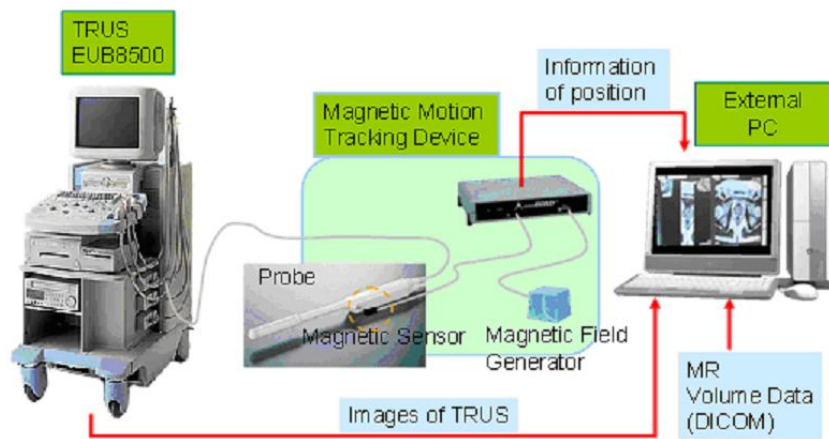 TRUS
EUB8500
Information
of position
Magnetic Motion
Tracking Device
External
PC
Probe
Magnetic Sensor
Magnetic Field
Generator
MR
Volume Data
(DICOM)
Images of TRUS